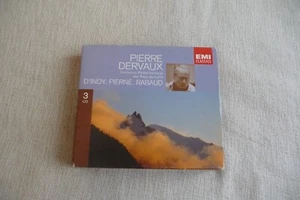 PIERRE
DERVAUX
EMI
CLASSICS
D'INDY, PIERNÉ, RABAUD
3
CD